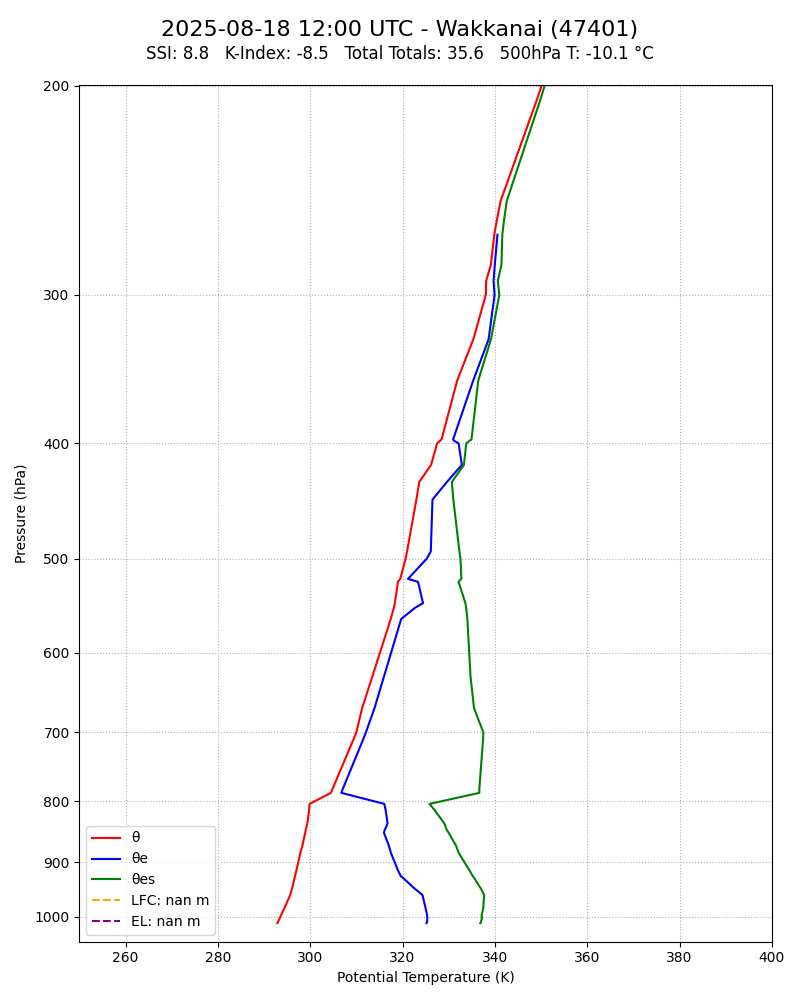 2025-08-18 12:00 UTC - Wakkanai (47401)
SSI: 8.8 K-Index: -8.5 Total Totals: 35.6 500hPa T: -10.1 °C
200
300
400
500
600
700
800
900
1000
Pressure (hPa)
θ
θe
θes
LFC: nan m
EL: nan m
260 280 300 320 340 360 380 400
Potential Temperature (K)